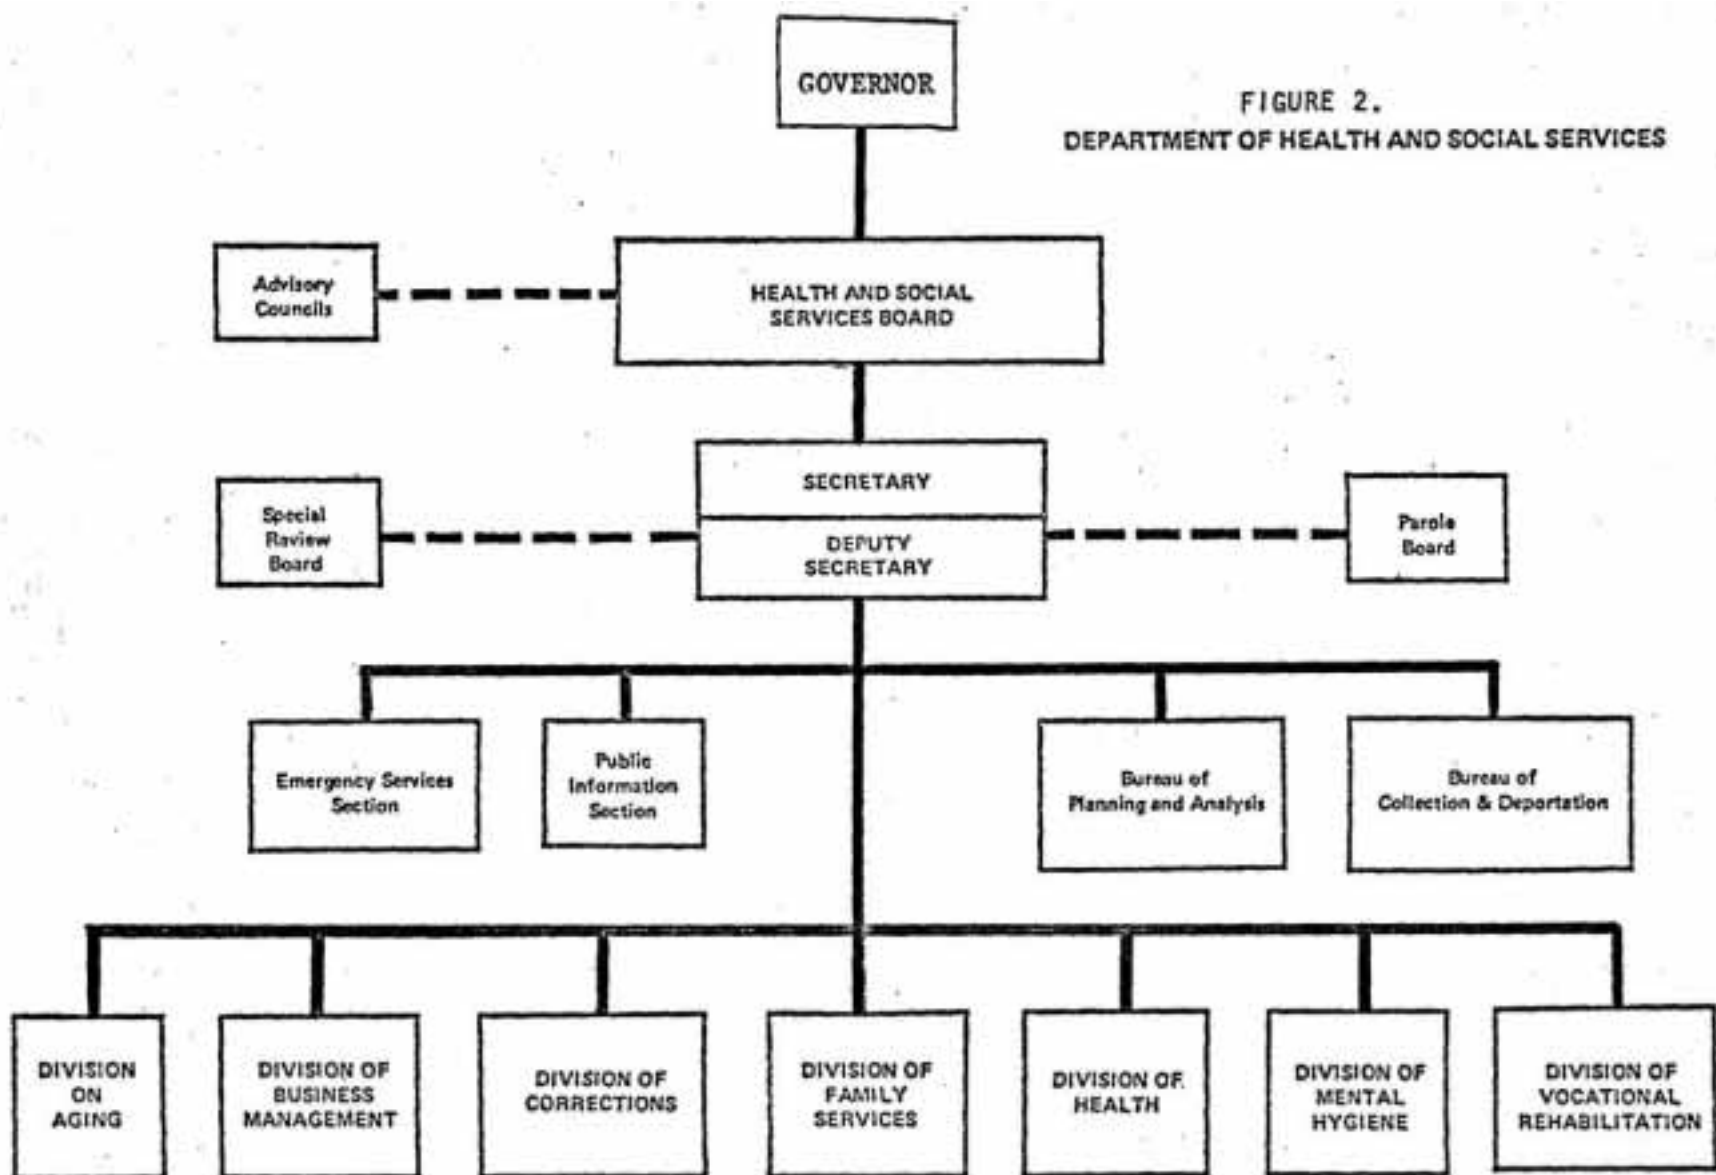 GOVERNOR
FIGURE 2.
DEPARTMENT OF HEALTH AND SOCIAL SERVICES
Advisory
Councils
HEALTH AND SOCIAL
SERVICES BOARD
SECRETARY
Special
Review
Board
DEPUTY
SECRETARY
Parole
Board
Emergency Services
Section
Public
Information
Section
Bureau of
Planning and Analysis
Bureau of
Collection & Deportation
DIVISION
ON
AGING
DIVISION OF
BUSINESS
MANAGEMENT
DIVISION OF
CORRECTIONS
DIVISION OF
FAMILY
SERVICES
DIVISION OF
HEALTH
DIVISION OF
MENTAL
HYGIENE
DIVISION OF
VOCATIONAL
REHABILITATION